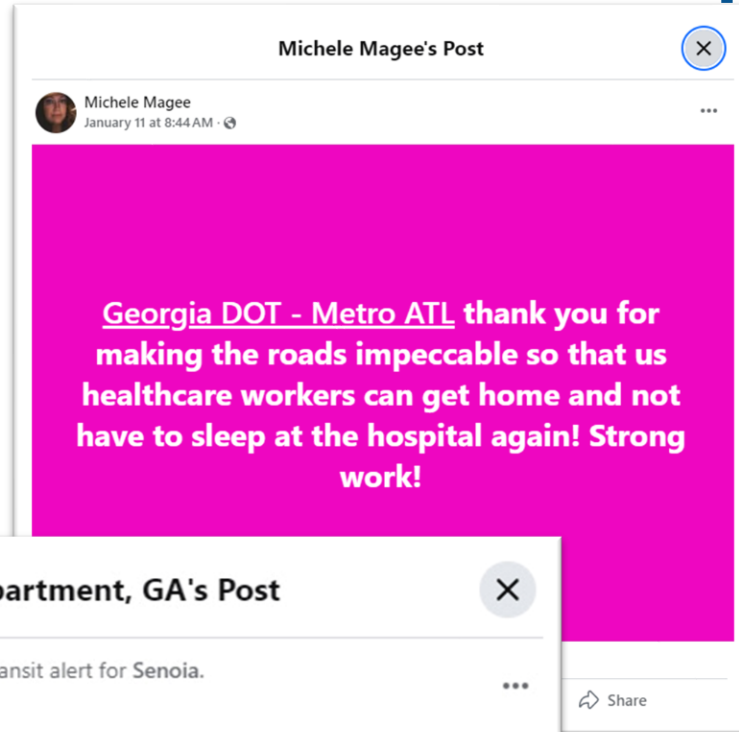 Michele Magee's Post
Michele Magee
January 11 at 8:44 AM ·
Georgia DOT - Metro ATL thank you for
making the roads impeccable so that us
healthcare workers can get home and not
have to sleep at the hospital again! Strong
work!
partment, GA's Post
ansit alert for Senoia.
Share